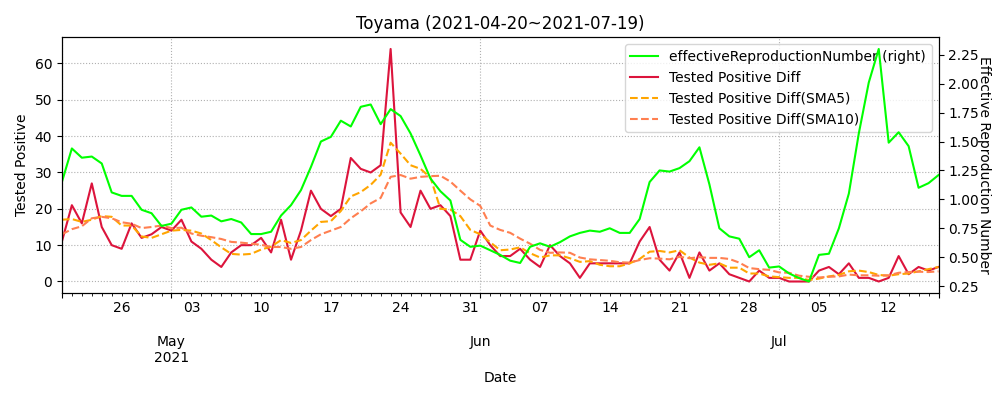 Toyama (2021-04-20~2021-07-19)
effectiveReproductionNumber (right)
Tested Positive Diff
Tested Positive Diff(SMA5)
Tested Positive Diff(SMA10)
Tested Positive
60
50
40
30
20
10
0
2.25
2.00
1.75
1.50
1.25
1.00
0.75
0.50
0.25
Effective Reproduction Number
26 03 10 17 24 31 07 14 21 28 05 12
May Jun Jul
2021
Date